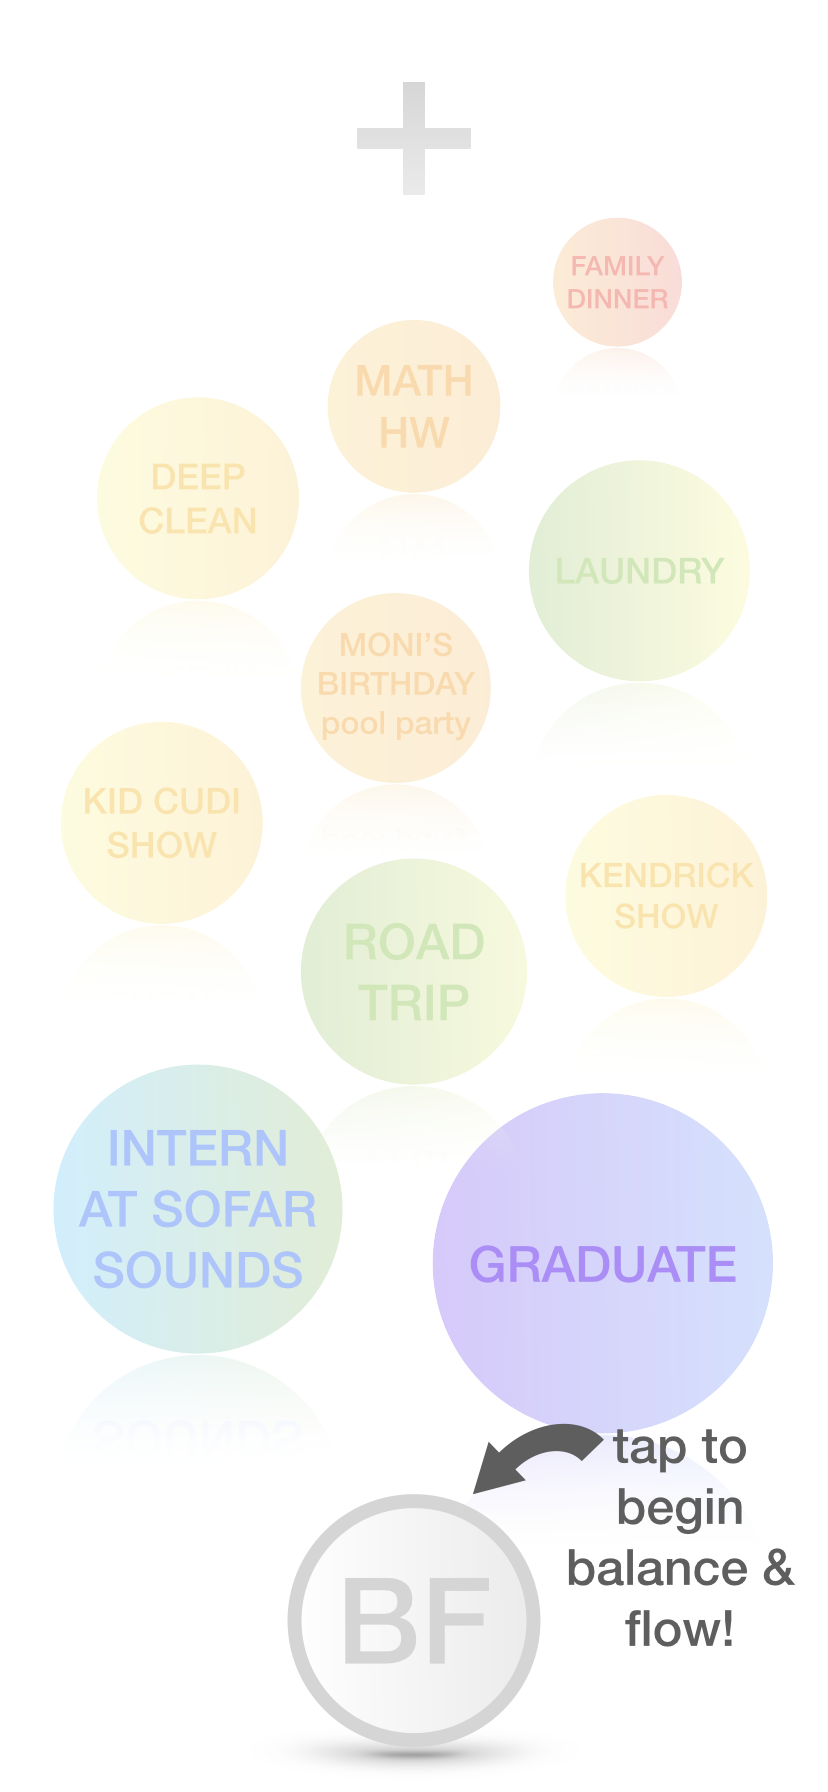 FAMILY
DINNER
MATH
HW
DEEP
CLEAN
LAUNDRY
MONI'S
BIRTHDAY
pool party
KID CUDI
SHOW
KENDRICK
SHOW
ROAD
TRIP
INTERN
AT SOFAR
SOUNDS
GRADUATE
tap to
begin
balance &
flow!
BF